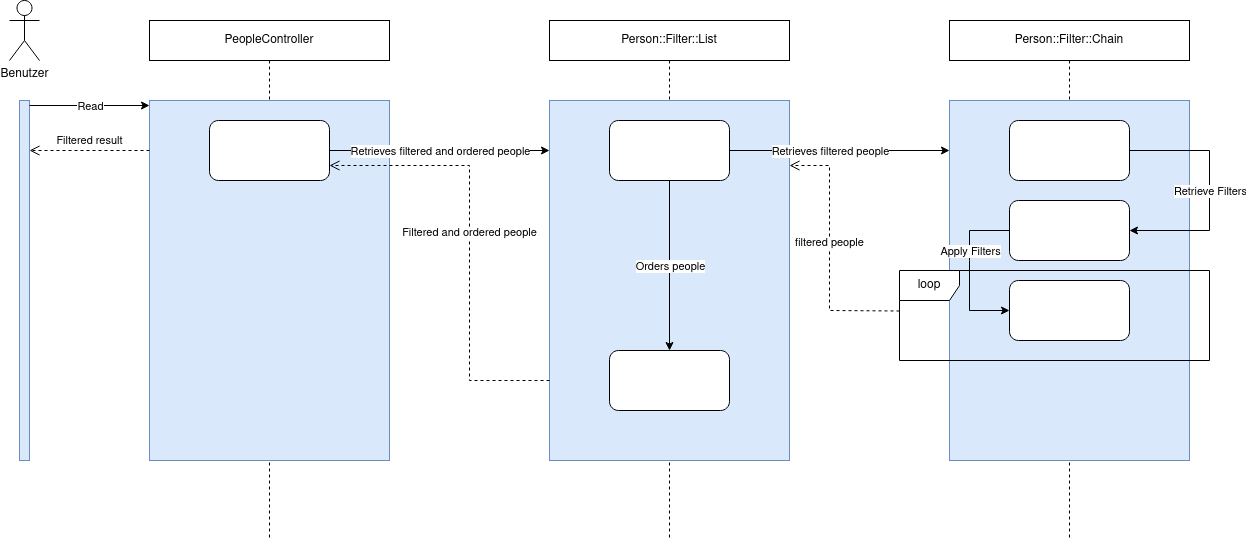 Benutzer
PeopleController
Person::Filter::List
Person::Filter::Chain
Read
Filtered result
Retrieves filtered and ordered people
Retrieves filtered people
Retrieve Filters
Filtered and ordered people
filtered people
Apply Filters
Orders people
loop